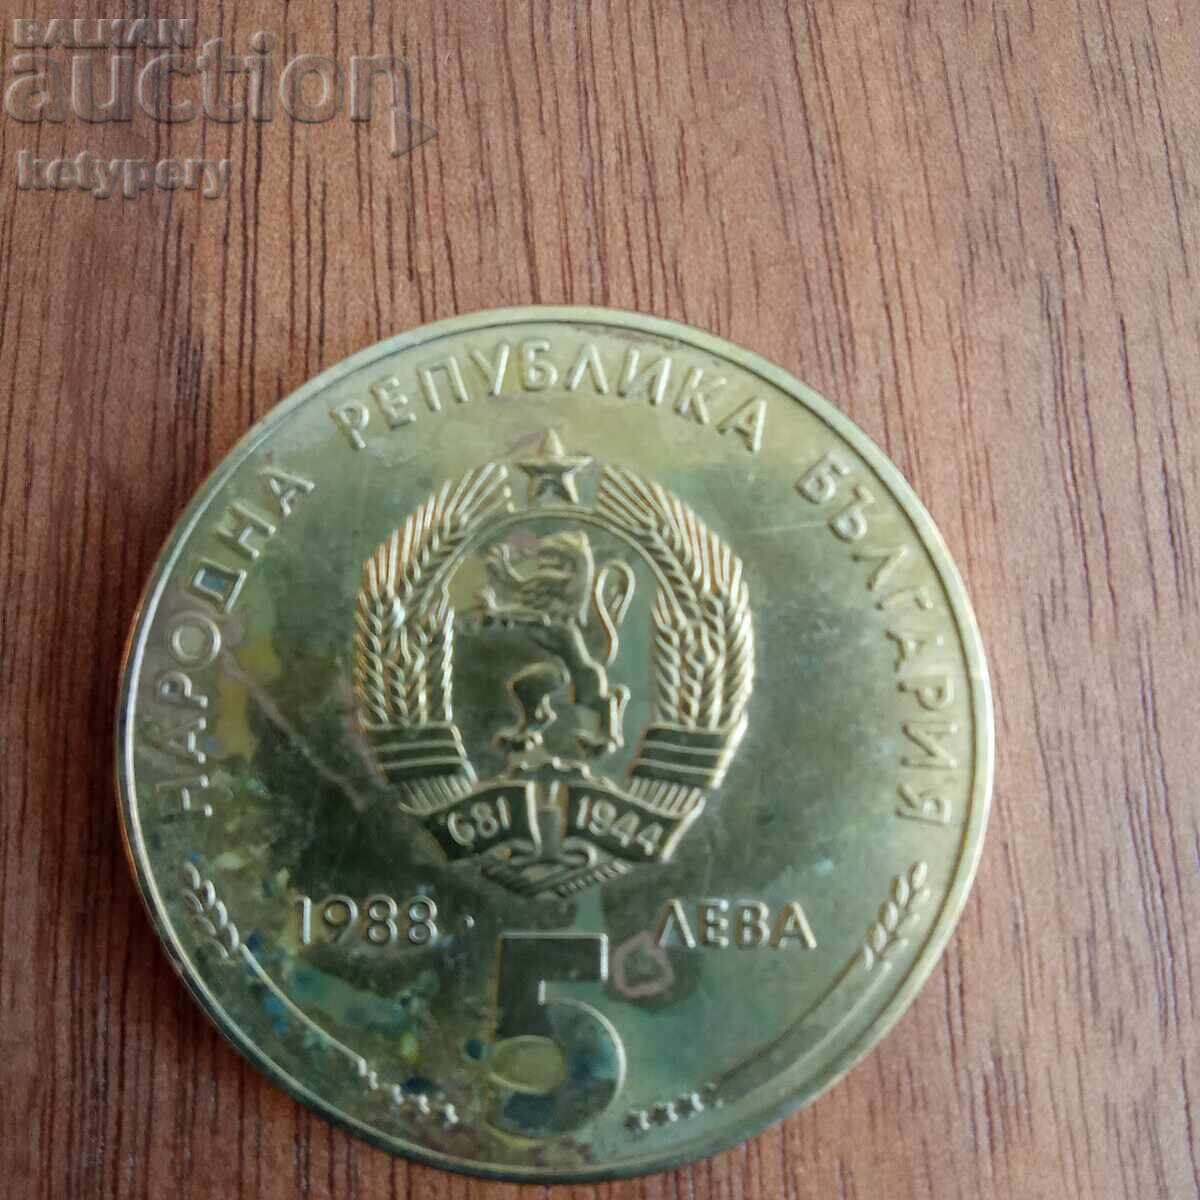 BALKAN
auction
ketypery
НАРОДНА РЕПУБЛИКА БЪЛГАРИЯ
681 1944
1988 · ЛЕВА
5